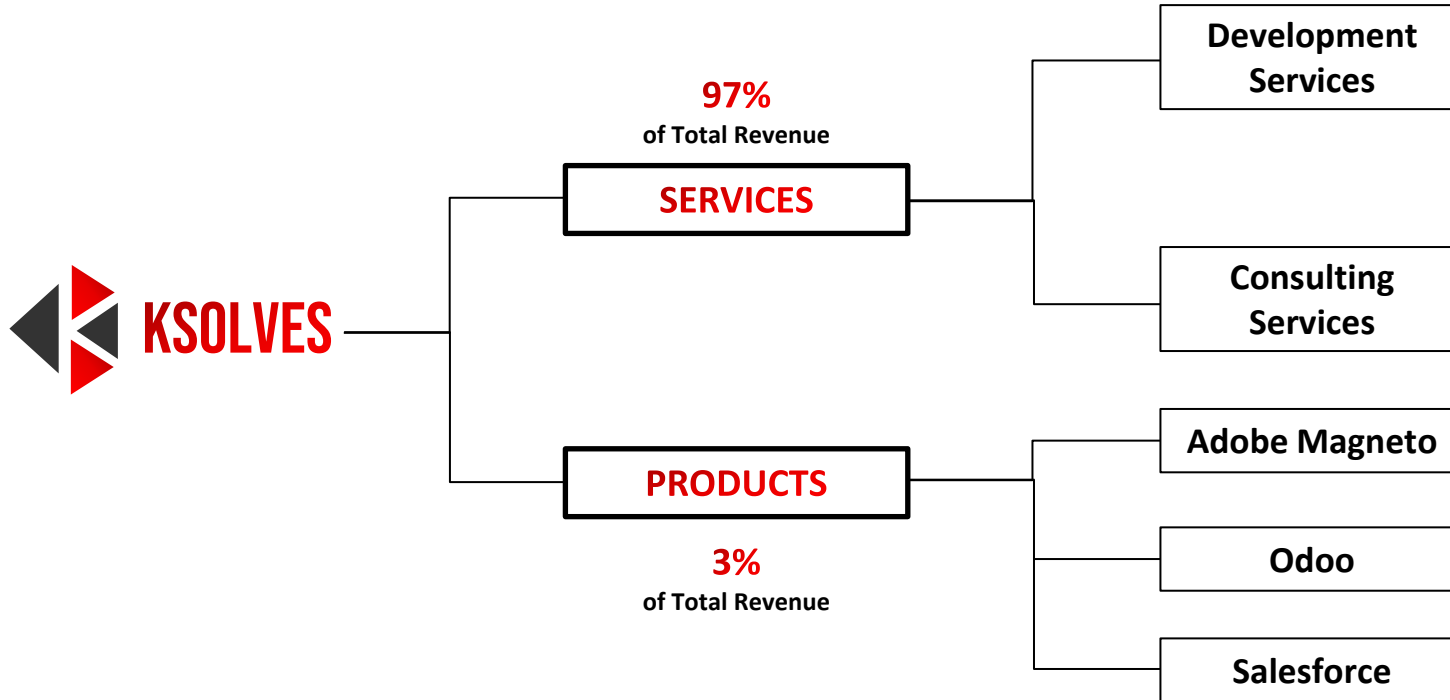 Development
Services
97%
of Total Revenue
SERVICES
Consulting
Services
KSOLVES
Adobe Magneto
PRODUCTS
Odoo
3%
of Total Revenue
Salesforce